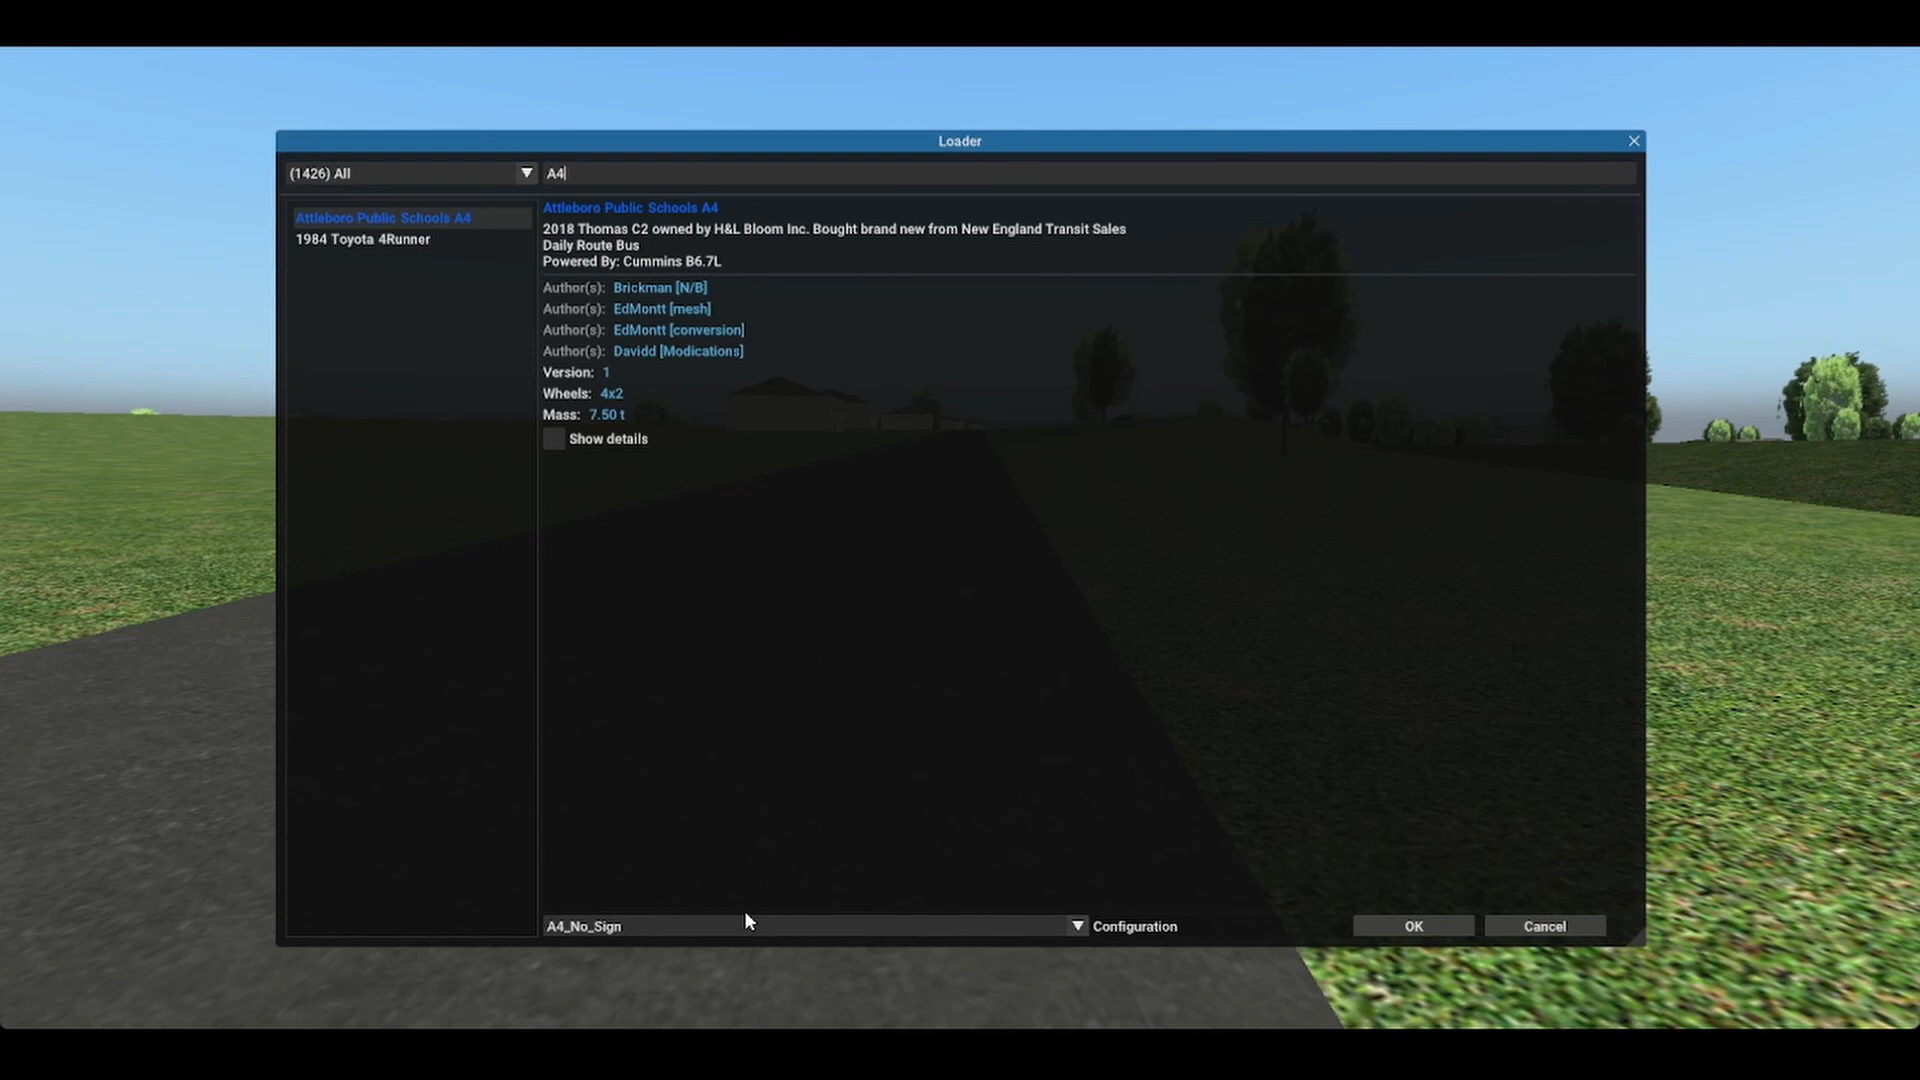 Loader
(1426) All
A4
Attleboro Public Schools A4
1984 Toyota 4Runner
Attleboro Public Schools A4
2018 Thomas C2 owned by H&L Bloom Inc. Bought brand new from New England Transit Sales
Daily Route Bus
Powered By: Cummins B6.7L
Author(s): Brickman [N/B]
Author(s): EdMontt [mesh]
Author(s): EdMontt [conversion]
Author(s): Davidd [Modications]
Version: 1
Wheels: 4x2
Mass: 7.50 t
Show details
A4_No_Sign
Configuration
OK
Cancel